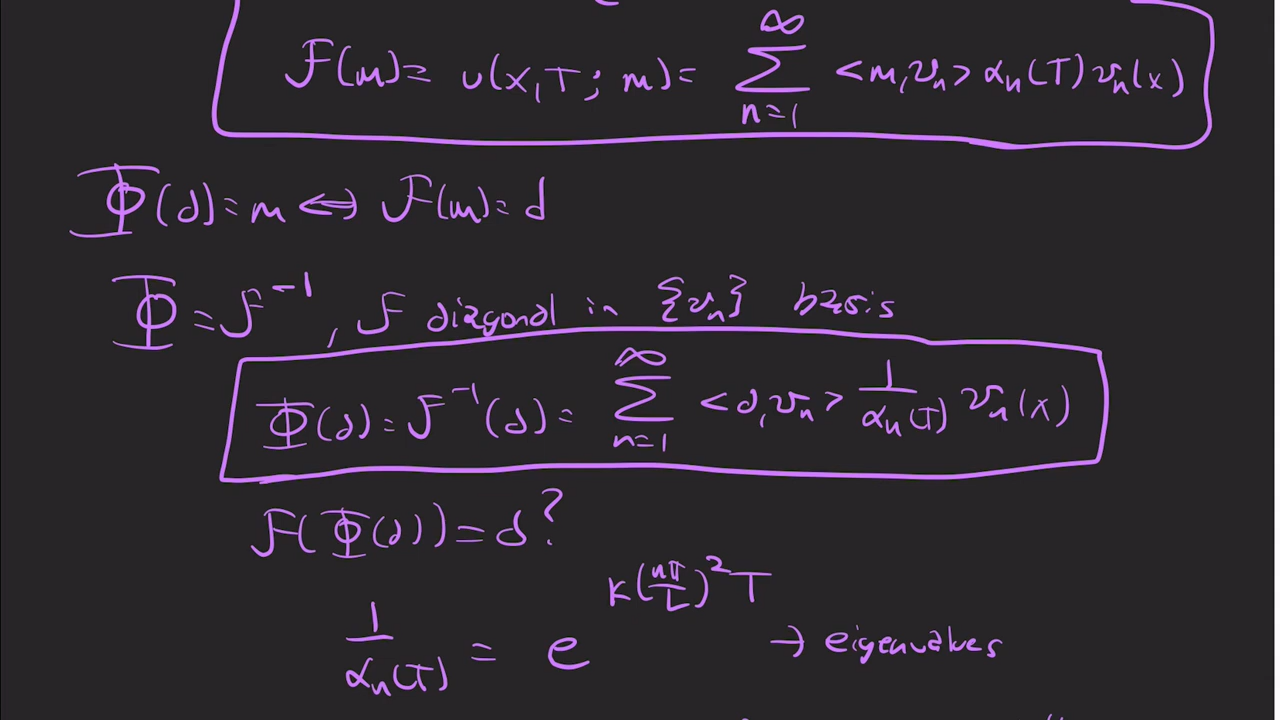 F(m) = u(x,T; m) = ∑_{n=1}^{∞} <m,v_n> α_n(T) v_n(x)
Φ(d) = m ⟺ F(m) = d
Φ = F^{-1}, F diagonal in {v_n} basis
Φ(d) = F^{-1}(d) = ∑_{n=1}^{∞} <d,v_n> 1/α_n(T) v_n(x)
F(Φ(d)) = d?
1/α_n(T) = e^{k(nπ/L)^2 T} → eigenvalues